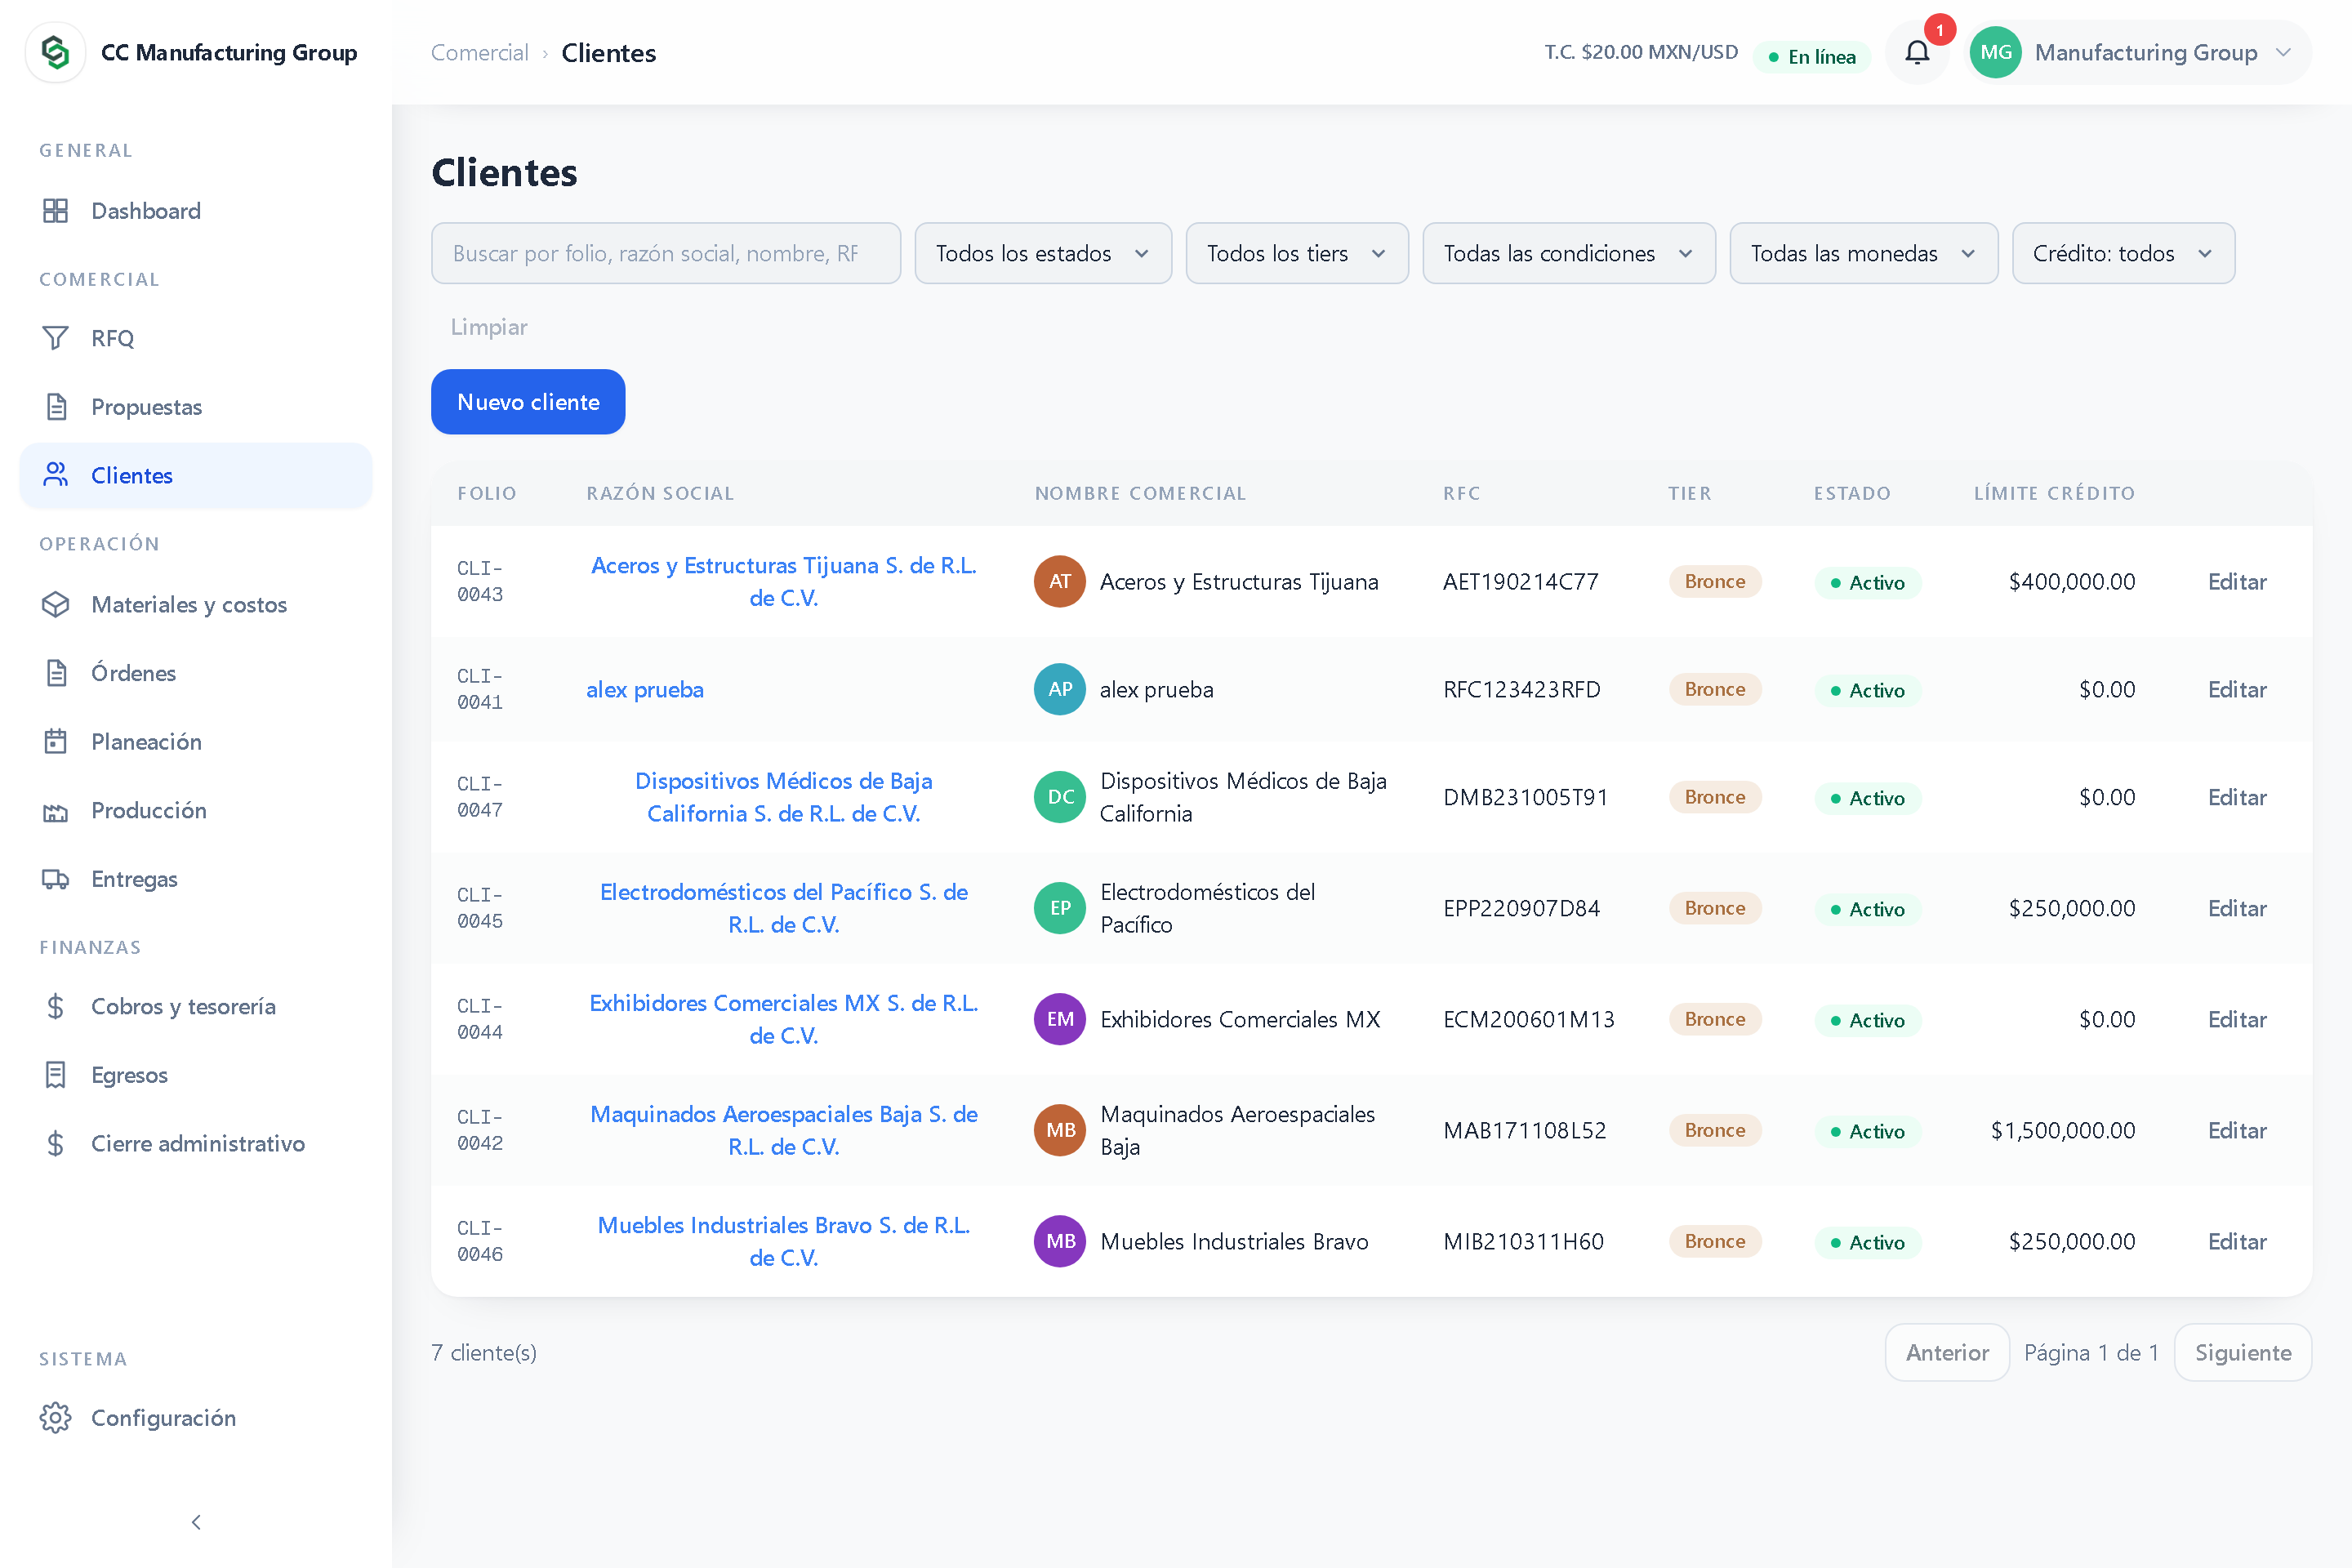 CC Manufacturing Group
Comercial › Clientes
T.C. $20.00 MXN/USD
En línea
1
MG
Manufacturing Group
GENERAL
Dashboard
COMERCIAL
RFQ
Propuestas
Clientes
OPERACIÓN
Materiales y costos
Órdenes
Planeación
Producción
Entregas
FINANZAS
Cobros y tesorería
Egresos
Cierre administrativo
SISTEMA
Configuración
Clientes
Buscar por folio, razón social, nombre, RF
Todos los estados
Todos los tiers
Todas las condiciones
Todas las monedas
Crédito: todos
Limpiar
Nuevo cliente
FOLIO RAZÓN SOCIAL NOMBRE COMERCIAL RFC TIER ESTADO LÍMITE CRÉDITO
CLI-
0043
Aceros y Estructuras Tijuana S. de R.L.
de C.V.
AT
Aceros y Estructuras Tijuana
AET190214C77
Bronce
Activo
$400,000.00
Editar
CLI-
0041
alex prueba
AP
alex prueba
RFC123423RFD
Bronce
Activo
$0.00
Editar
CLI-
0047
Dispositivos Médicos de Baja
California S. de R.L. de C.V.
DC
Dispositivos Médicos de Baja
California
DMB231005T91
Bronce
Activo
$0.00
Editar
CLI-
0045
Electrodomésticos del Pacífico S. de
R.L. de C.V.
EP
Electrodomésticos del
Pacífico
EPP220907D84
Bronce
Activo
$250,000.00
Editar
CLI-
0044
Exhibidores Comerciales MX S. de R.L.
de C.V.
EM
Exhibidores Comerciales MX
ECM200601M13
Bronce
Activo
$0.00
Editar
CLI-
0042
Maquinados Aeroespaciales Baja S. de
R.L. de C.V.
MB
Maquinados Aeroespaciales
Baja
MAB171108L52
Bronce
Activo
$1,500,000.00
Editar
CLI-
0046
Muebles Industriales Bravo S. de R.L.
de C.V.
MB
Muebles Industriales Bravo
MIB210311H60
Bronce
Activo
$250,000.00
Editar
7 cliente(s)
Anterior
Página 1 de 1
Siguiente